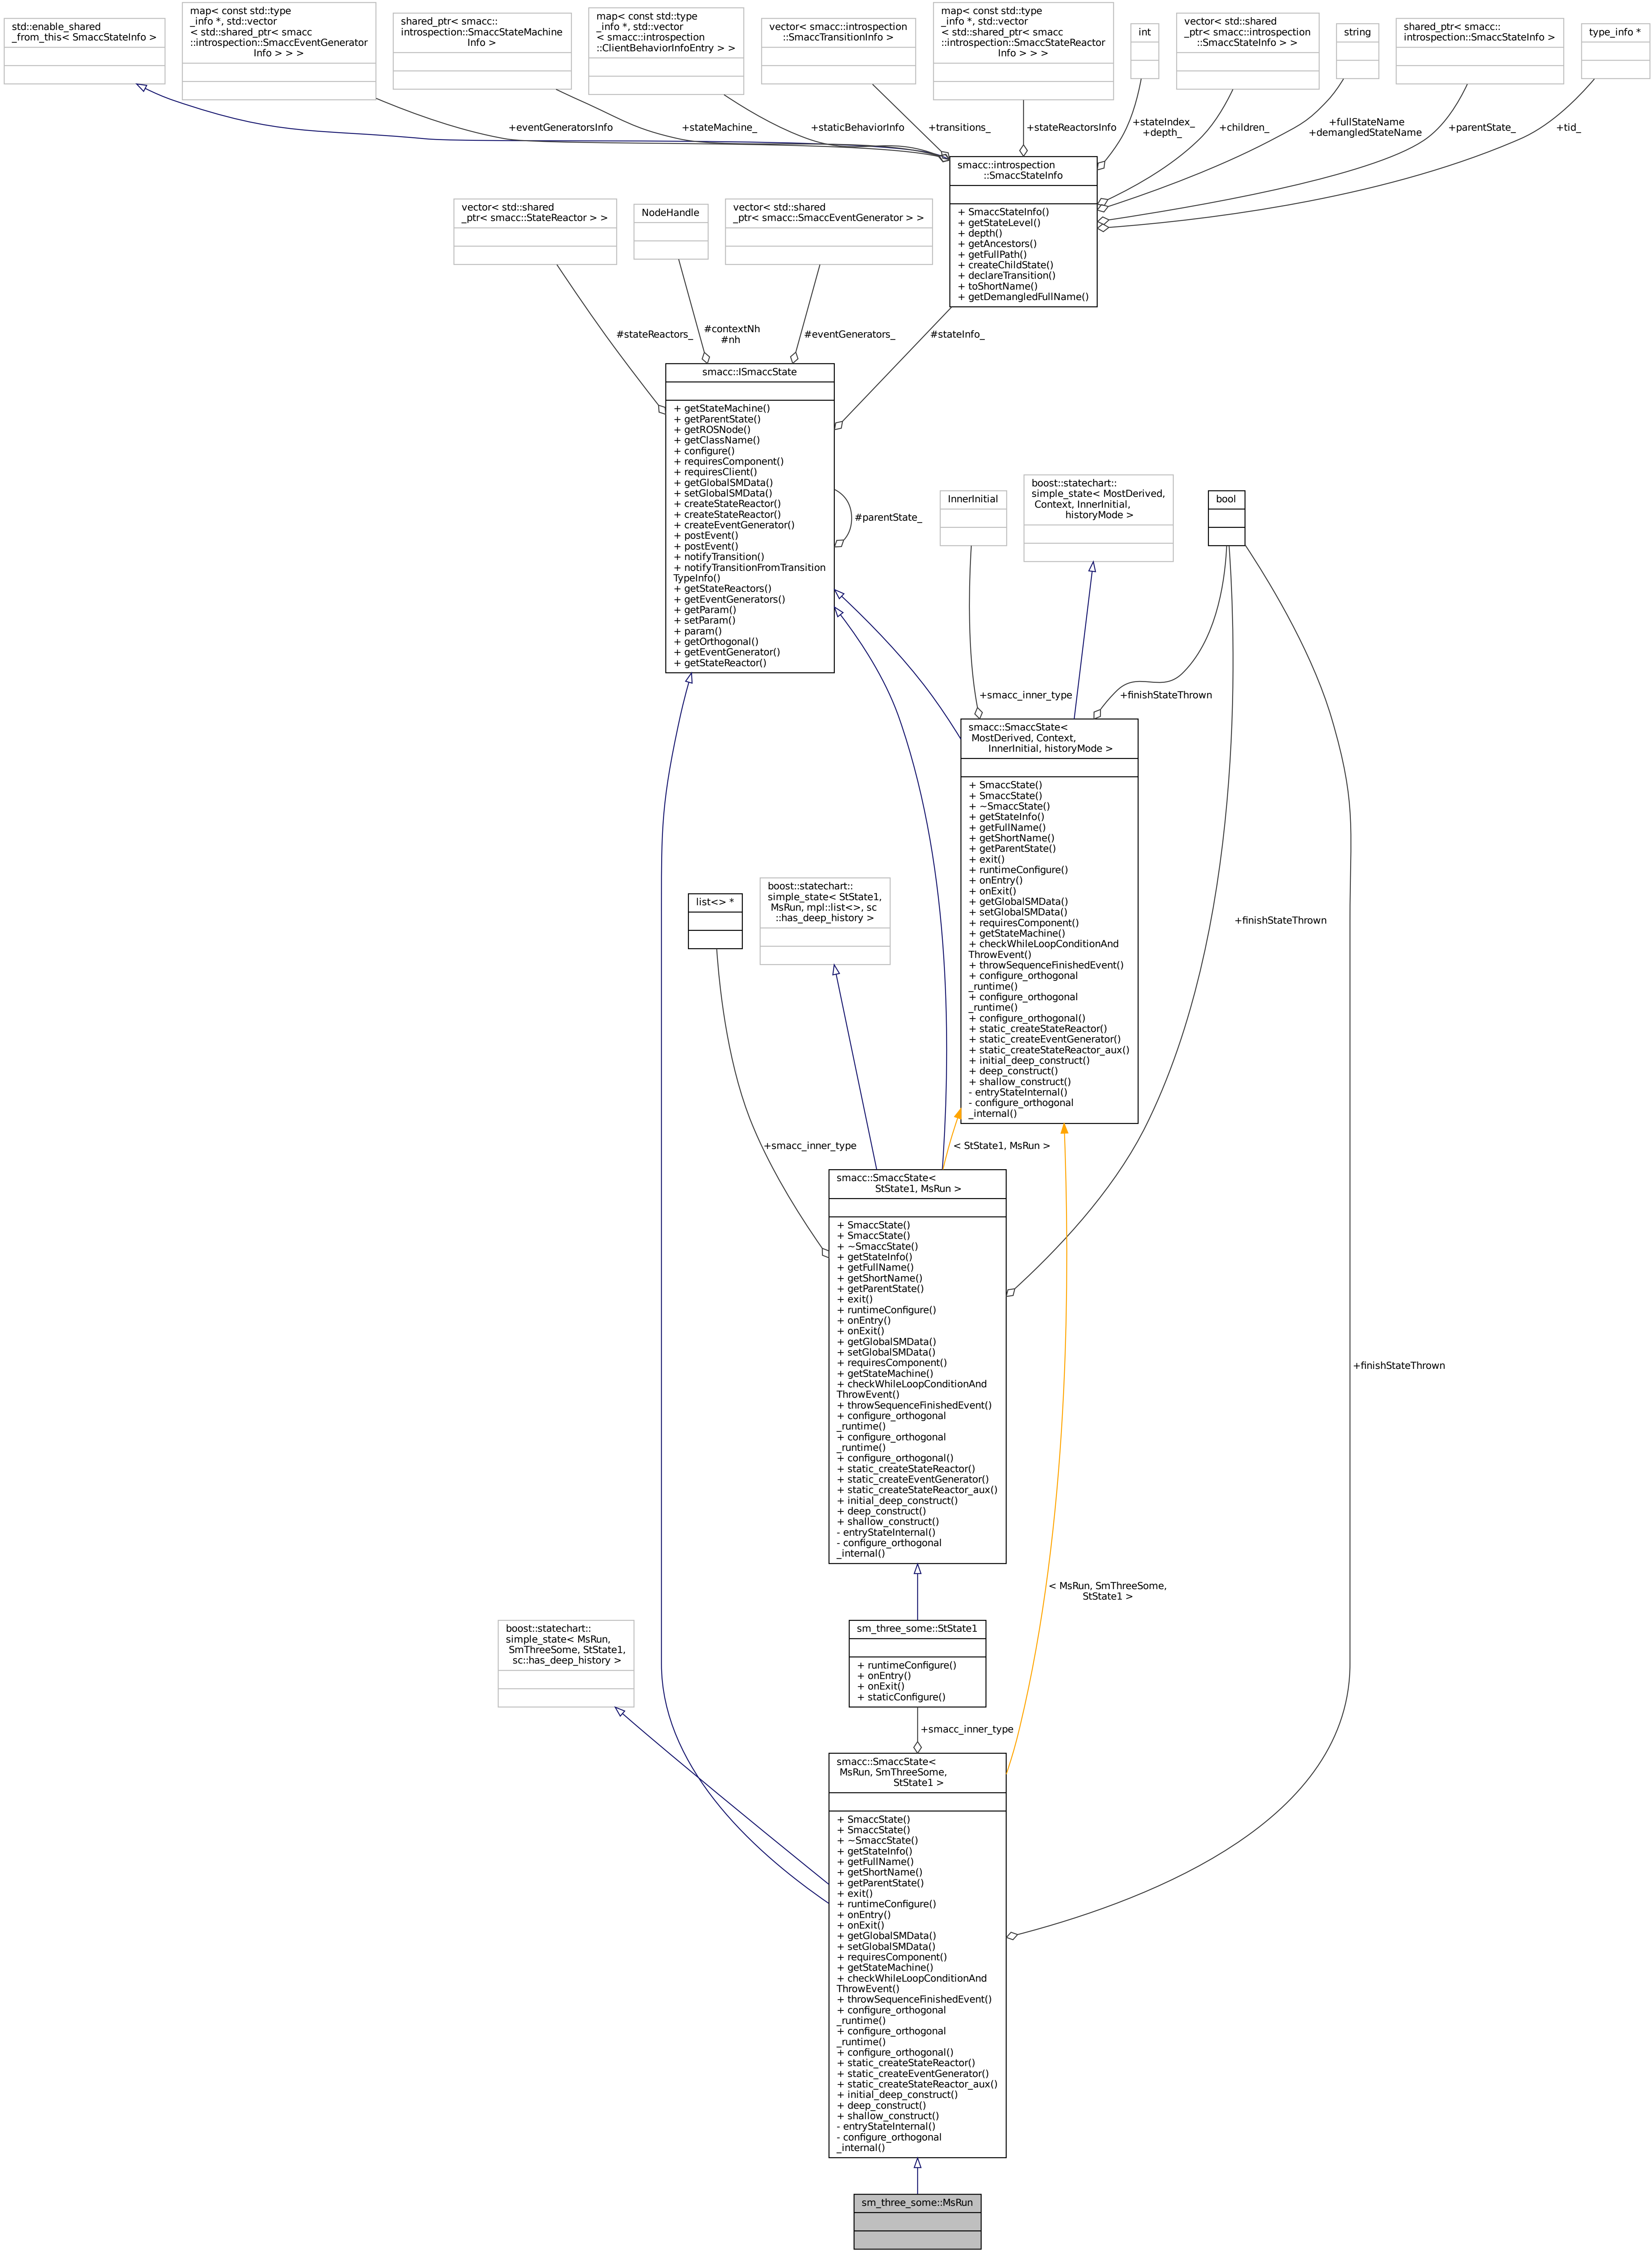 std::enable_shared
_from_this< SmaccStateInfo >
map< const std::type
_info *, std::vector
< std::shared_ptr< smacc
::introspection::SmaccEventGenerator
Info > > >
shared_ptr< smacc::
introspection::SmaccStateMachine
Info >
map< const std::type
_info *, std::vector
< smacc::introspection
::ClientBehaviorInfoEntry > >
vector< smacc::introspection
::SmaccTransitionInfo >
map< const std::type
_info *, std::vector
< std::shared_ptr< smacc
::introspection::SmaccStateReactor
Info > > >
int
vector< std::shared
_ptr< smacc::introspection
::SmaccStateInfo > >
string
shared_ptr< smacc::
introspection::SmaccStateInfo >
type_info *
+eventGeneratorsInfo
+stateMachine_
+staticBehaviorInfo
+transitions_
+stateReactorsInfo
+stateIndex_
+depth_
+children_
+fullStateName
+demangledStateName
+parentState_
+tid_
smacc::introspection
::SmaccStateInfo
+ SmaccStateInfo()
+ getStateLevel()
+ depth()
+ getAncestors()
+ getFullPath()
+ createChildState()
+ declareTransition()
+ toShortName()
+ getDemangledFullName()
vector< std::shared
_ptr< smacc::StateReactor > >
NodeHandle
vector< std::shared
_ptr< smacc::SmaccEventGenerator > >
#stateReactors_
#contextNh
#nh
#eventGenerators_
#stateInfo_
smacc::ISmaccState
+ getStateMachine()
+ getParentState()
+ getROSNode()
+ getClassName()
+ configure()
+ requiresComponent()
+ requiresClient()
+ getGlobalSMData()
+ setGlobalSMData()
+ createStateReactor()
+ createStateReactor()
+ createEventGenerator()
+ postEvent()
+ postEvent()
+ notifyTransition()
+ notifyTransitionFromTransition
TypeInfo()
+ getStateReactors()
+ getEventGenerators()
+ getParam()
+ setParam()
+ param()
+ getOrthogonal()
+ getEventGenerator()
+ getStateReactor()
#parentState_
InnerInitial
boost::statechart::
simple_state< MostDerived,
Context, InnerInitial,
historyMode >
bool
+smacc_inner_type
+finishStateThrown
smacc::SmaccState<
MostDerived, Context,
InnerInitial, historyMode >
+ SmaccState()
+ SmaccState()
+ ~SmaccState()
+ getStateInfo()
+ getFullName()
+ getShortName()
+ getParentState()
+ exit()
+ runtimeConfigure()
+ onEntry()
+ onExit()
+ getGlobalSMData()
+ setGlobalSMData()
+ requiresComponent()
+ getStateMachine()
+ checkWhileLoopConditionAnd
ThrowEvent()
+ throwSequenceFinishedEvent()
+ configure_orthogonal
_runtime()
+ configure_orthogonal
_runtime()
+ configure_orthogonal()
+ static_createStateReactor()
+ static_createEventGenerator()
+ static_createStateReactor_aux()
+ initial_deep_construct()
+ deep_construct()
+ shallow_construct()
- entryStateInternal()
- configure_orthogonal
_internal()
list<> *
boost::statechart::
simple_state< StState1,
MsRun, mpl::list<>, sc
::has_deep_history >
+finishStateThrown
+smacc_inner_type
< StState1, MsRun >
smacc::SmaccState<
StState1, MsRun >
+ SmaccState()
+ SmaccState()
+ ~SmaccState()
+ getStateInfo()
+ getFullName()
+ getShortName()
+ getParentState()
+ exit()
+ runtimeConfigure()
+ onEntry()
+ onExit()
+ getGlobalSMData()
+ setGlobalSMData()
+ requiresComponent()
+ getStateMachine()
+ checkWhileLoopConditionAnd
ThrowEvent()
+ throwSequenceFinishedEvent()
+ configure_orthogonal
_runtime()
+ configure_orthogonal
_runtime()
+ configure_orthogonal()
+ static_createStateReactor()
+ static_createEventGenerator()
+ static_createStateReactor_aux()
+ initial_deep_construct()
+ deep_construct()
+ shallow_construct()
- entryStateInternal()
- configure_orthogonal
_internal()
+finishStateThrown
< MsRun, SmThreeSome,
StState1 >
boost::statechart::
simple_state< MsRun,
SmThreeSome, StState1,
sc::has_deep_history >
sm_three_some::StState1
+ runtimeConfigure()
+ onEntry()
+ onExit()
+ staticConfigure()
+smacc_inner_type
smacc::SmaccState<
MsRun, SmThreeSome,
StState1 >
+ SmaccState()
+ SmaccState()
+ ~SmaccState()
+ getStateInfo()
+ getFullName()
+ getShortName()
+ getParentState()
+ exit()
+ runtimeConfigure()
+ onEntry()
+ onExit()
+ getGlobalSMData()
+ setGlobalSMData()
+ requiresComponent()
+ getStateMachine()
+ checkWhileLoopConditionAnd
ThrowEvent()
+ throwSequenceFinishedEvent()
+ configure_orthogonal
_runtime()
+ configure_orthogonal
_runtime()
+ configure_orthogonal()
+ static_createStateReactor()
+ static_createEventGenerator()
+ static_createStateReactor_aux()
+ initial_deep_construct()
+ deep_construct()
+ shallow_construct()
- entryStateInternal()
- configure_orthogonal
_internal()
sm_three_some::MsRun